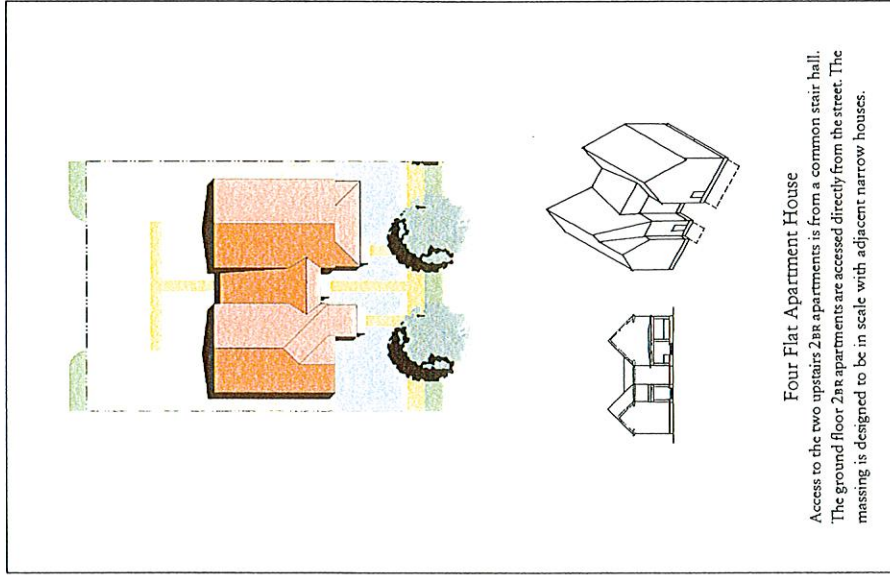 Four Flat Apartment House
Access to the two upstairs 2BR apartments is from a common stair hall.
The ground floor 2BR apartments are accessed directly from the street. The
massing is designed to be in scale with adjacent narrow houses.